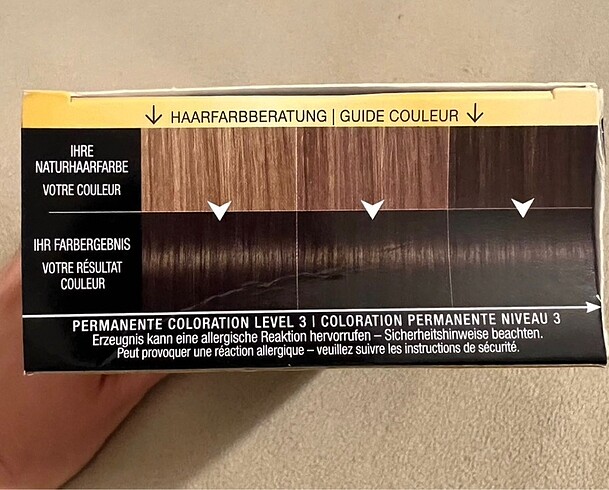 HAARFARBBERATUNG | GUIDE COULEUR
IHRE
NATURHAARFARBE
VOTRE COULEUR
IHR FARBERGEBNIS
VOTRE RÉSULTAT
COULEUR
PERMANENTE COLORATION LEVEL 3 | COLORATION PERMANENTE NIVEAU 3
Erzeugnis kann eine allergische Reaktion hervorrufen – Sicherheitshinweise beachten.
Peut provoquer une réaction allergique – veuillez suivre les instructions de sécurité.